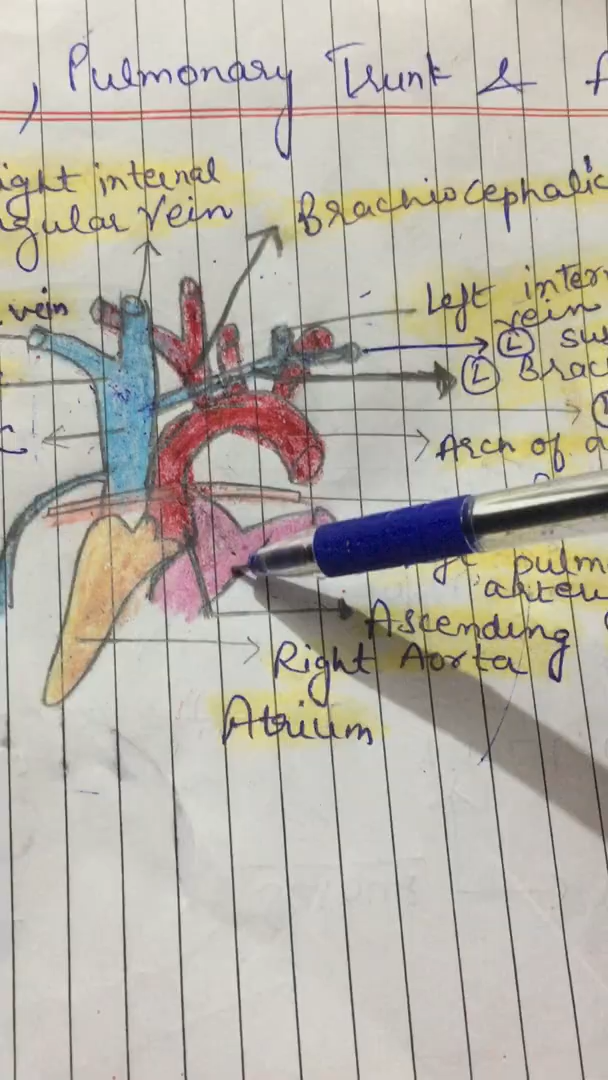 , Pulmonary Trunk &
ight internal
gular vein
Brachiocephalic
vein
Left inter
vein
Ⓛ sus
Ⓛ Brac
C
Ⓛ
Arch of a
pulm
arter
Ascending
Aorta
Right
Atrium